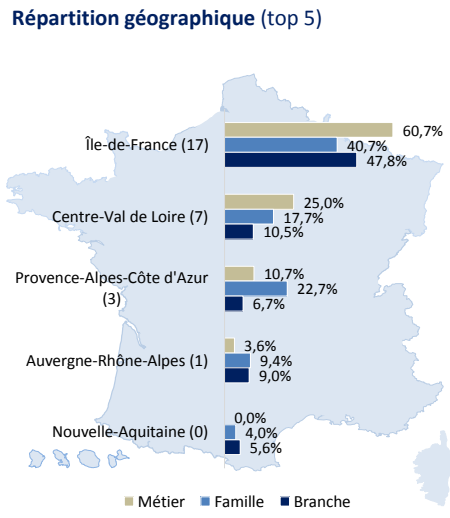 Répartition géographique (top 5)
Île-de-France (17)
60,7%
40,7%
47,8%
Centre-Val de Loire (7)
25,0%
17,7%
10,5%
Provence-Alpes-Côte d'Azur
(3)
10,7%
22,7%
6,7%
Auvergne-Rhône-Alpes (1)
3,6%
9,4%
9,0%
Nouvelle-Aquitaine (0)
0,0%
4,0%
5,6%
Métier Famille Branche